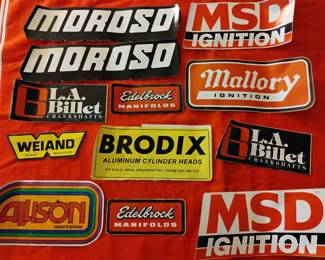 MOROSO
MSD
IGNITION
MOROSO
L.A.
Billet
CRANKSHAFTS
Edelbrock
MANIFOLDS
Mallory
IGNITION
WEIAND
BRODIX
ALUMINUM CYLINDER HEADS
L.A.
Billet
CRANKSHAFTS
ALLISON
IGNITIONS
Edelbrock
MANIFOLDS
MSD
IGNITION